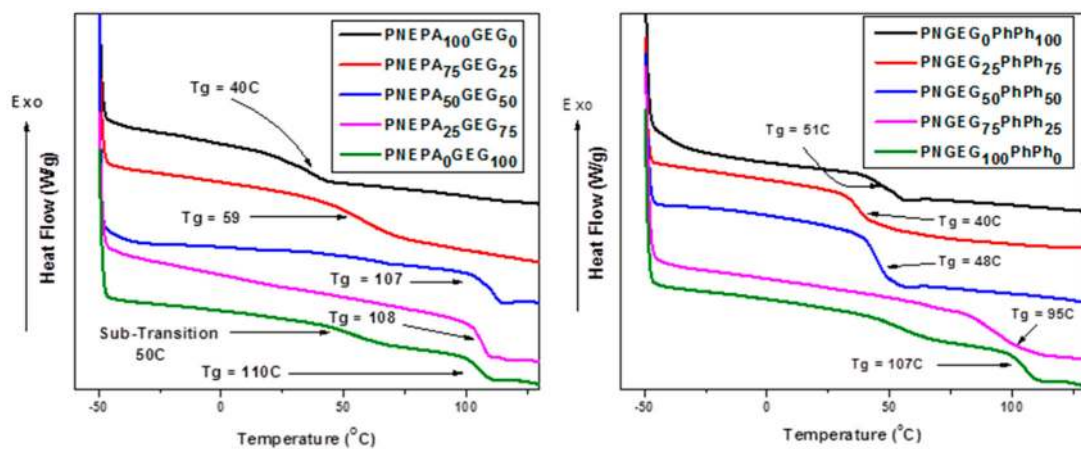 PNEPA100GEG0
PNEPA75GEG25
PNEPA50GEG50
PNEPA25GEG75
PNEPA0GEG100
Tg = 40C
Exo
Heat Flow (W/g)
Tg = 59
Tg = 107
Tg = 108
Sub-Transition
50C
Tg = 110C
-50
0
50
100
Temperature (°C)
PNGEG0PhPh100
PNGEG25PhPh75
PNGEG50PhPh50
PNGEG75PhPh25
PNGEG100PhPh0
Exo
Heat Flow (W/g)
Tg = 51C
Tg = 40C
Tg = 48C
Tg = 95C
Tg = 107C
-50
0
50
100
Temperature (°C)